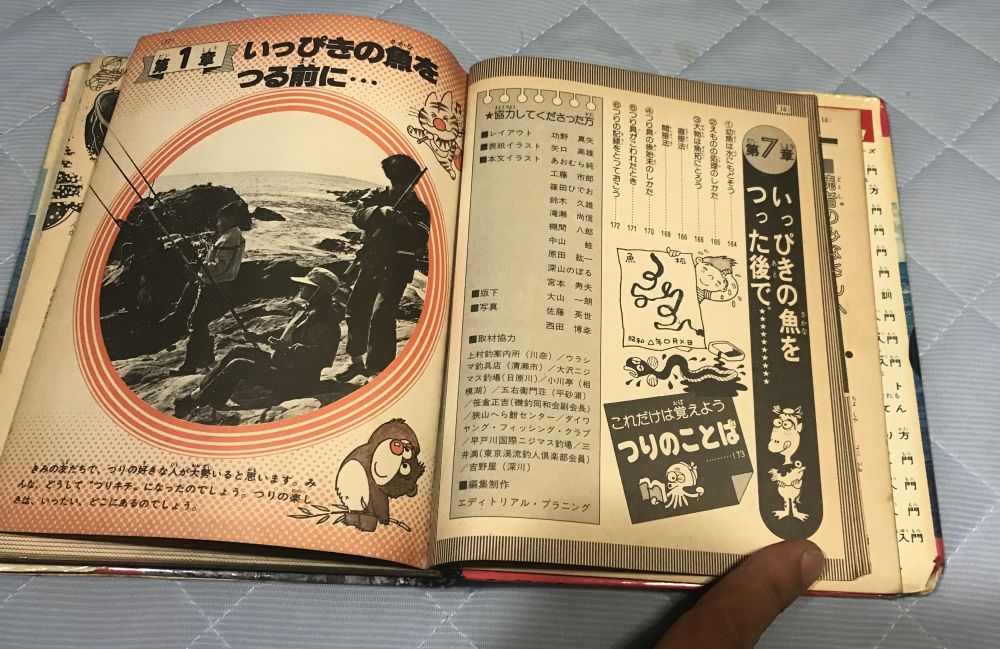 第1章
いっぴきの魚を
つる前に…
きみの友だちで、つりの好きな人が大勢いると思います。み
んな、どうして"つりキチ"になったのでしょう。つりの楽し
さは、いったい、どこにあるのでしょう。
16
第7章
いっぴきの魚を
つった後で
①幼魚は水にもどそう 164
②えものの処理のしかた 165
③大物は魚拓にとろう 166
直接法 166
間接法 168
④つり具の後始末のしかた 170
⑤つり具がこわれたとき 171
⑥つりの記録をとっておこう 172
魚拓
昭和△年○月×日
これだけは覚えよう
つりのことば
173
★協力してくださった方
■レイアウト 功野 真矢
■表紙イラスト 矢口 高雄
■本文イラスト あおむら純
工藤 市郎
篠田ひでお
鈴木 久雄
滝瀬 尚信
槻間 八郎
中山 蛙
原田 紘一
深山のぼる
宮本 寿夫
■版下 大山 一朗
■写真 佐藤 英世
西田 博幸
■取材協力
上村釣案内所(川奈)/ウラシ
マ釣具店(清瀬市)/大沢ニジ
マス釣場(日原川)/小川亭(相
模湖)/五右衛門荘(平砂浦)
/笹倉正吉(磯釣同和会副会長)
/狭山へら鮒センター/ダイワ
ヤング・フィッシング・クラブ
/早戸川国際ニジマス釣場/三
井満(東京渓流釣人倶楽部会員)
/吉野屋(深川)
■編集制作
エディトリアル・プラニング
入門